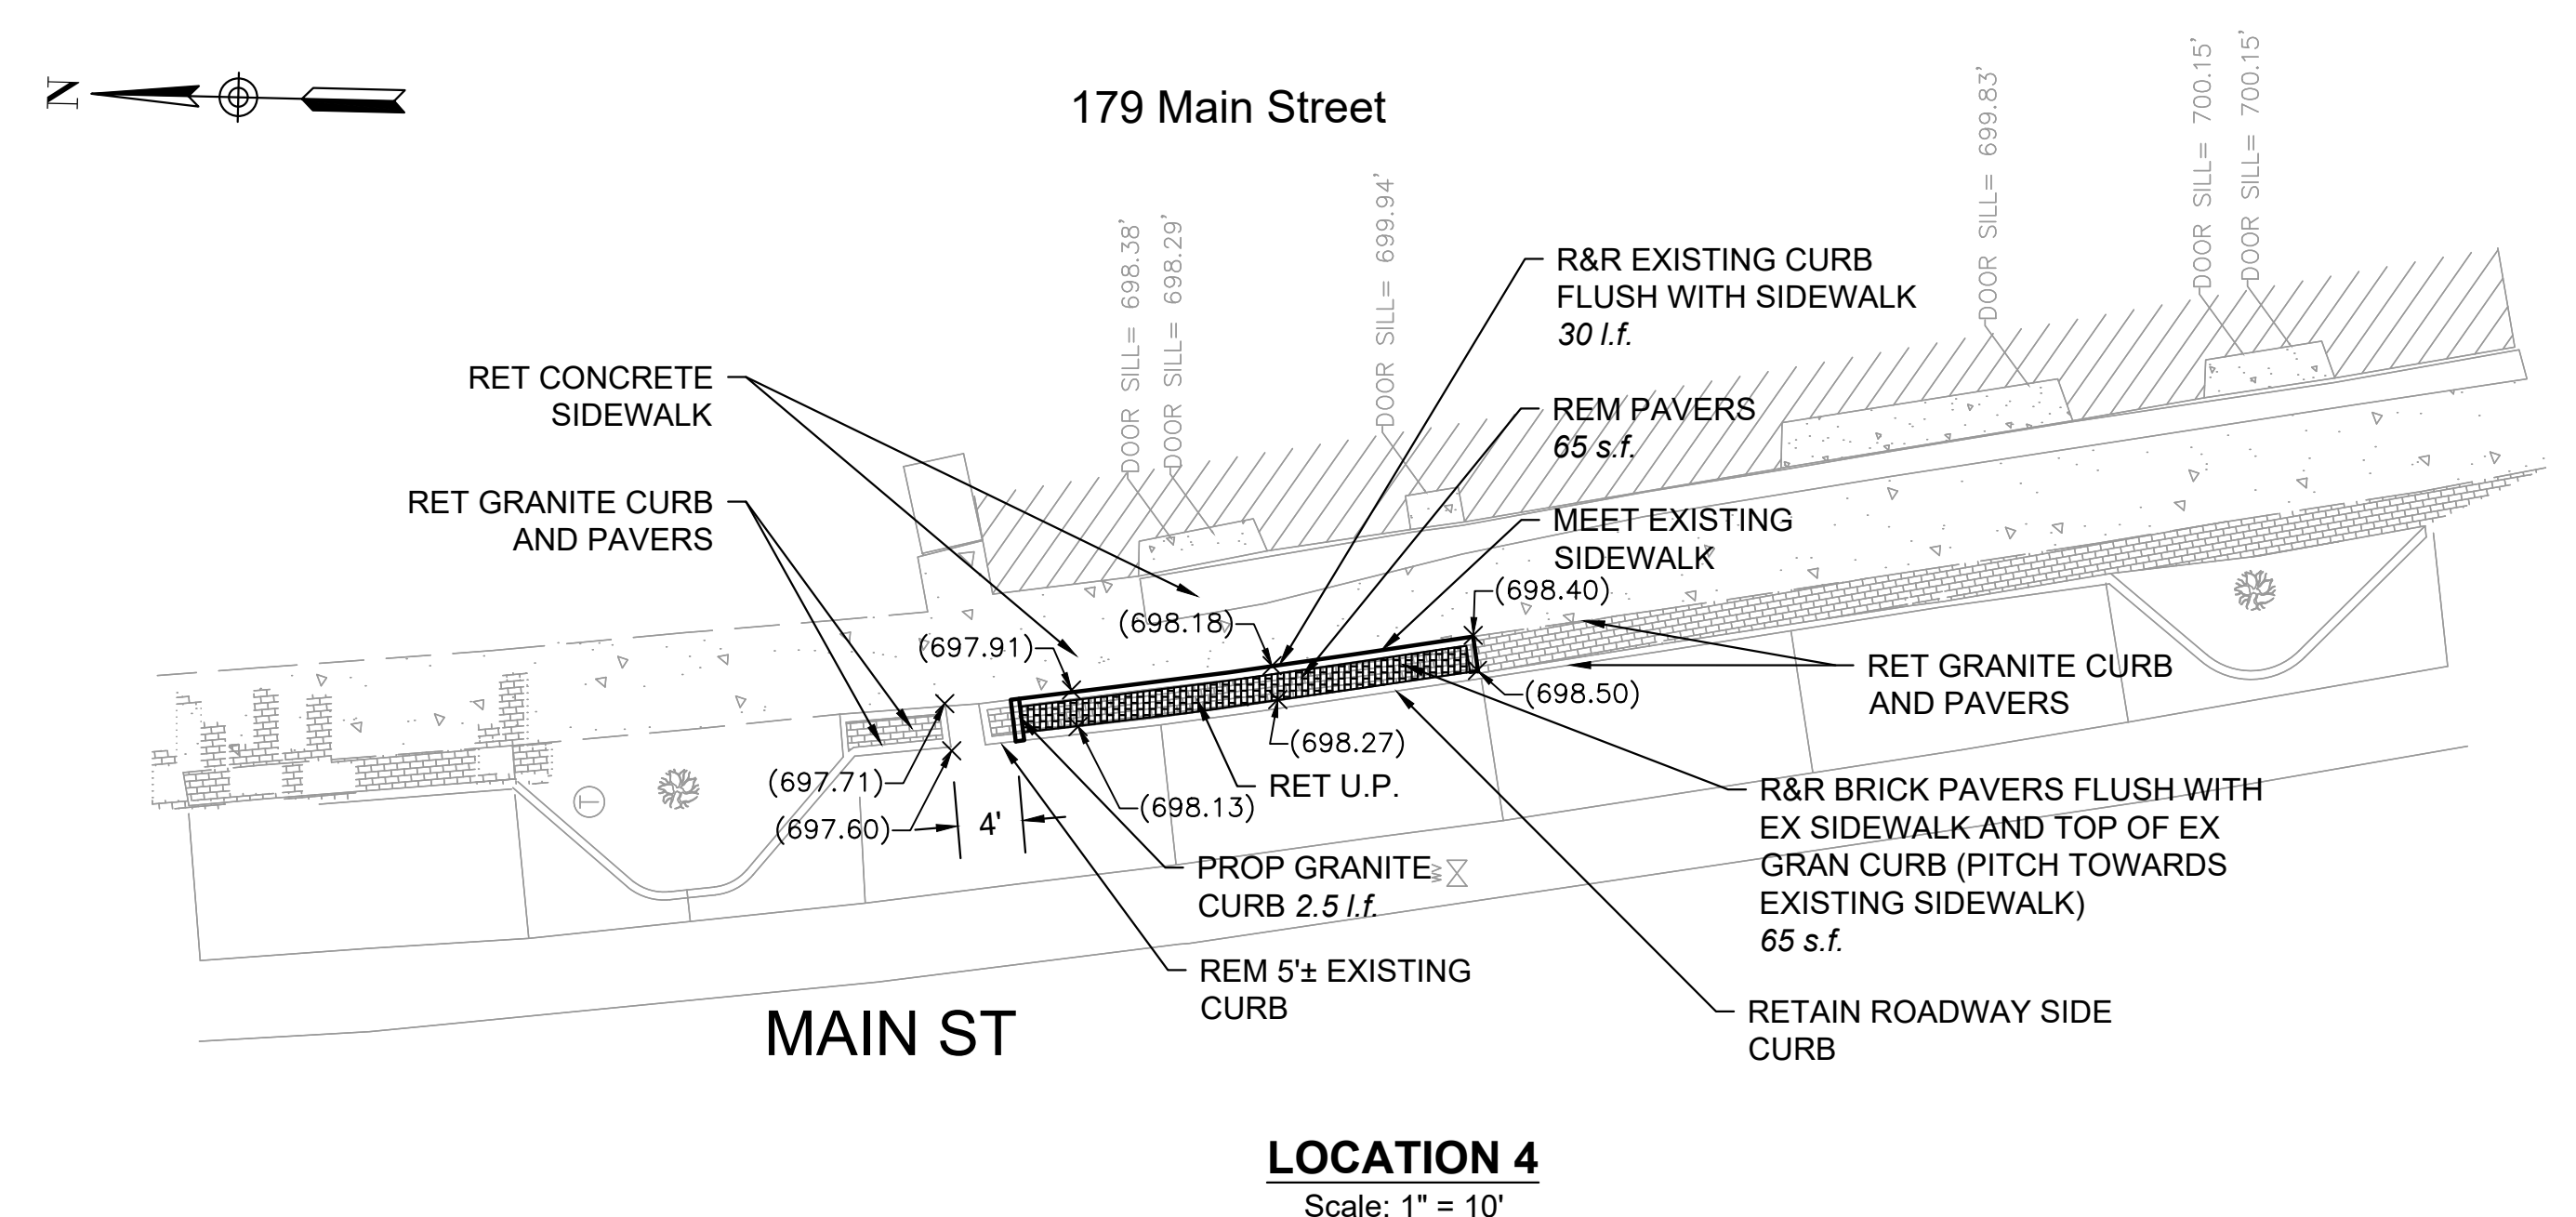 N
179 Main Street
DOOR SILL= 698.38'
DOOR SILL= 698.29'
DOOR SILL= 699.94'
DOOR SILL= 699.83'
DOOR SILL= 700.15'
DOOR SILL= 700.15'
R&R EXISTING CURB
FLUSH WITH SIDEWALK
30 l.f.
RET CONCRETE
SIDEWALK
REM PAVERS
65 s.f.
RET GRANITE CURB
AND PAVERS
MEET EXISTING
SIDEWALK
(698.40)
(698.18)
(697.91)
RET GRANITE CURB
AND PAVERS
(698.50)
(698.27)
(697.71)
RET U.P.
(698.13)
(697.60)
4'
T
R&R BRICK PAVERS FLUSH WITH
EX SIDEWALK AND TOP OF EX
GRAN CURB (PITCH TOWARDS
EXISTING SIDEWALK)
65 s.f.
PROP GRANITE
CURB 2.5 l.f.
REM 5'± EXISTING
CURB
RETAIN ROADWAY SIDE
CURB
MAIN ST
LOCATION 4
Scale: 1" = 10'